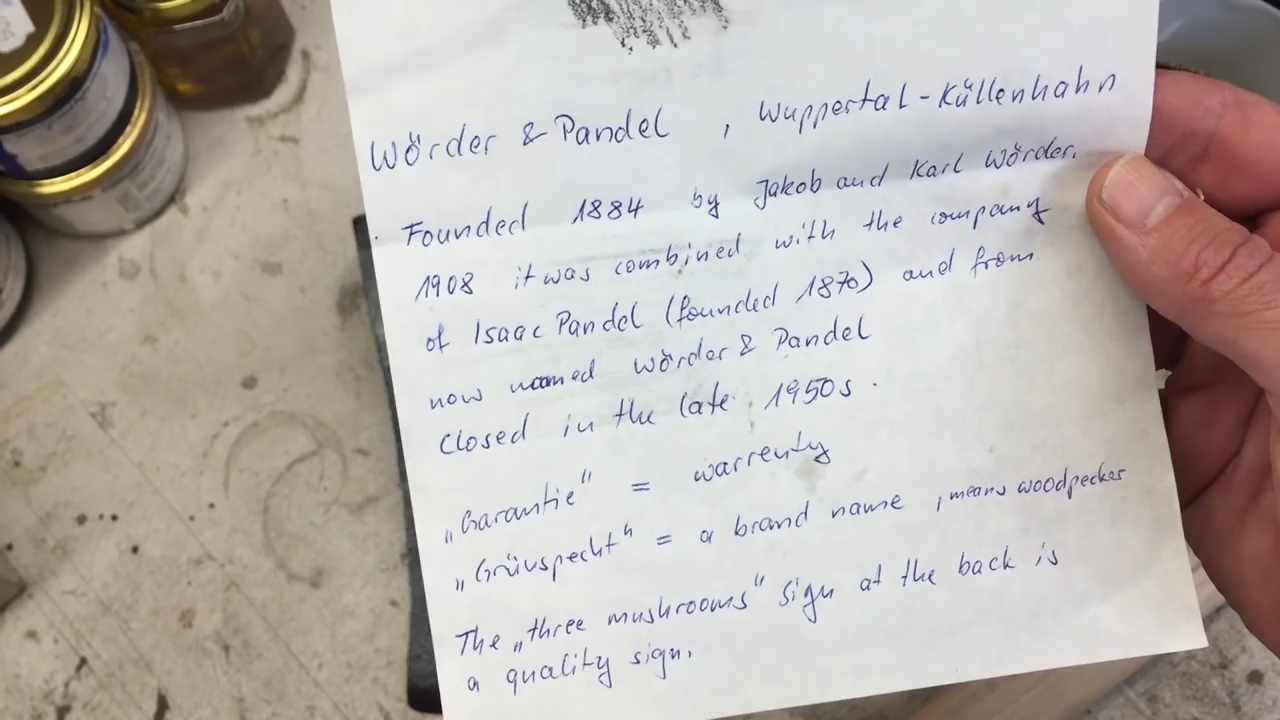 Wörder & Pandel , Wuppertal-Küllenhahn
Founded 1884 by Jakob and Karl Wörder.
1908 it was combined with the company
of Isaac Pandel (founded 1870) and from
now named Wörder & Pandel
closed in the late 1950s.
„Garantie" = warrenty
„Grünspecht" = a brand name , means woodpecker
The „three mushrooms" sign at the back is
a quality sign.